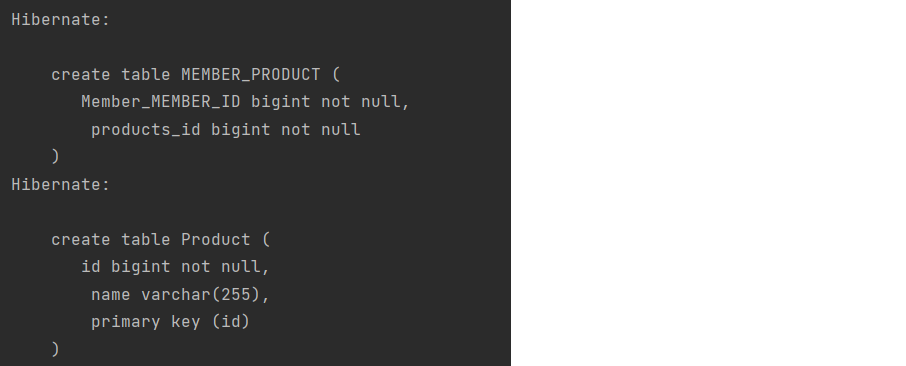 Hibernate:
create table MEMBER_PRODUCT (
Member_MEMBER_ID bigint not null,
products_id bigint not null
)
Hibernate:
create table Product (
id bigint not null,
name varchar(255),
primary key (id)
)